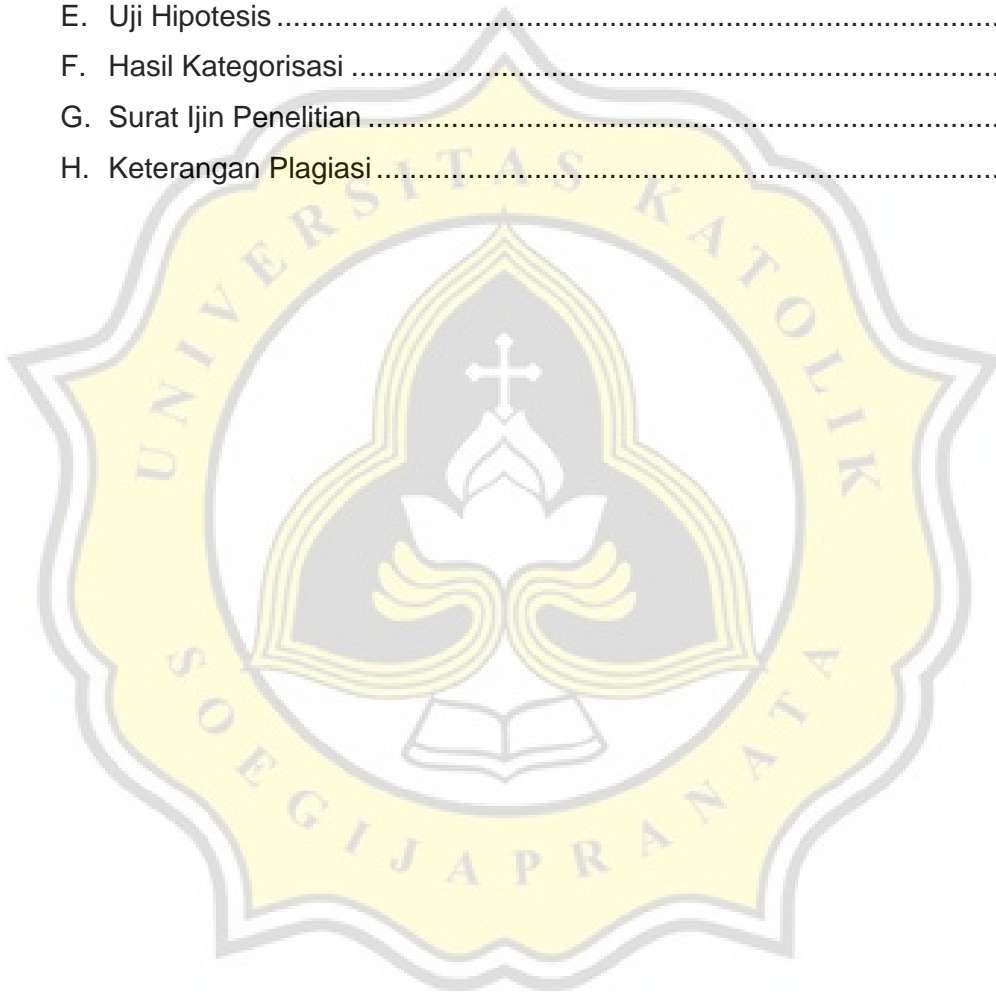 E. Uji Hipotesis ................................................................................................
F. Hasil Kategorisasi .......................................................................................
G. Surat Ijin Penelitian .....................................................................................
H. Keterangan Plagiasi ....................................................................................
UNIVERSITAS KATOLIK
SOEGIJAPRANATA